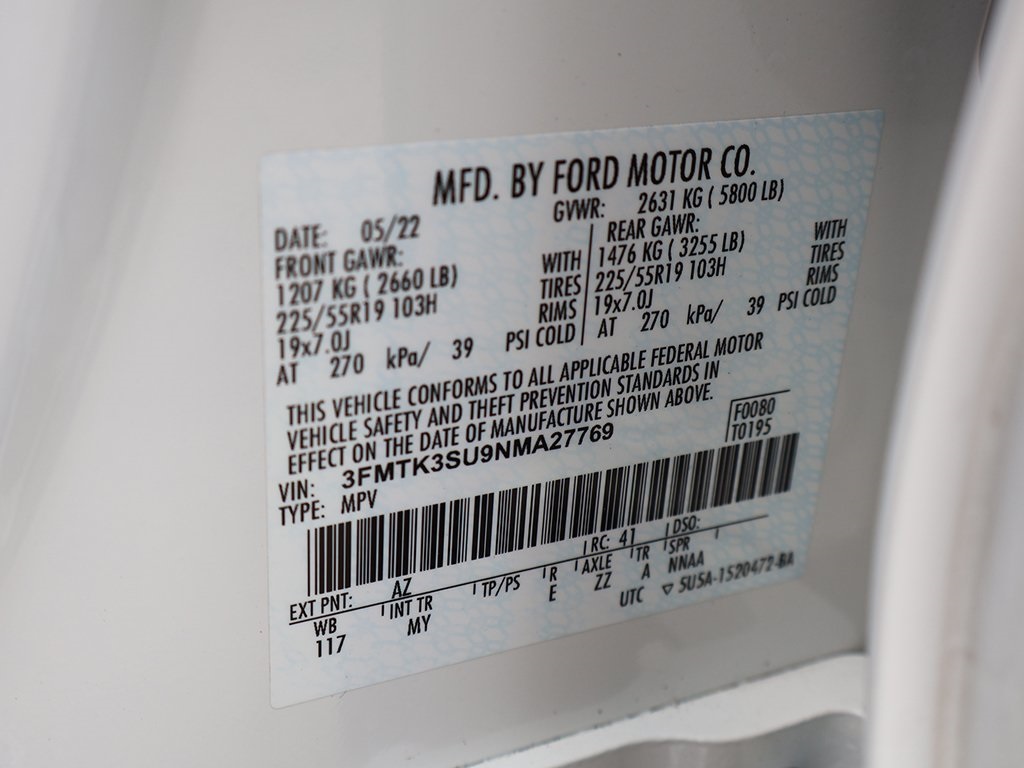 MFD. BY FORD MOTOR CO.
DATE: 05/22
GVWR: 2631 KG ( 5800 LB)
FRONT GAWR:
1207 KG ( 2660 LB) WITH
225/55R19 103H TIRES
19x7.0J RIMS
AT 270 kPa/ 39 PSI COLD
REAR GAWR:
1476 KG ( 3255 LB) WITH
225/55R19 103H TIRES
19x7.0J RIMS
AT 270 kPa/ 39 PSI COLD
THIS VEHICLE CONFORMS TO ALL APPLICABLE FEDERAL MOTOR
VEHICLE SAFETY AND THEFT PREVENTION STANDARDS IN
EFFECT ON THE DATE OF MANUFACTURE SHOWN ABOVE.
VIN: 3FMTK3SU9NMA27769
TYPE: MPV
F0080
T0195
EXT PNT: AZ RC: 41 DSO:
WB INT TR TP/PS R AXLE TR SPR
117 MY E ZZ A NNAA
UTC ▽ 5U5A-1520472-BA